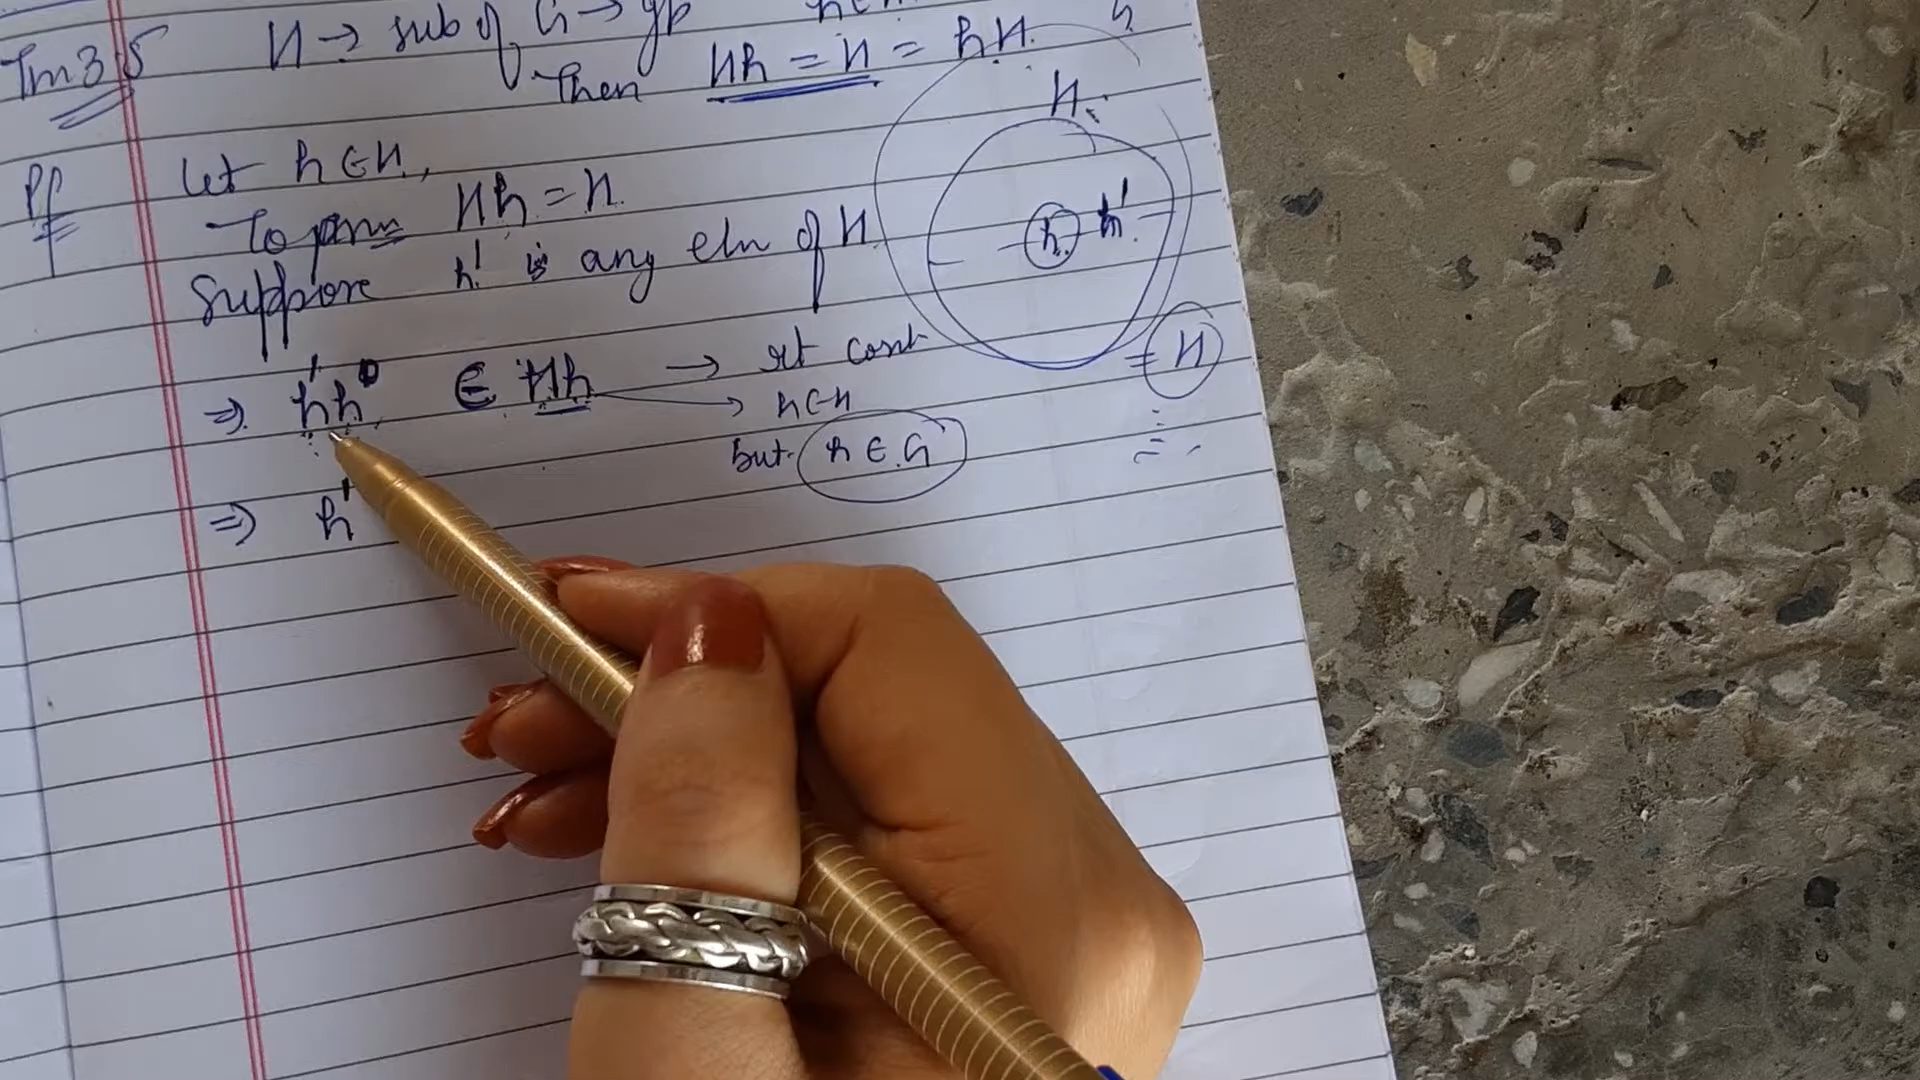 Tm 3.5 H → sub of G → gp
Then Hh = H = hH.
H
Pf let h ∈ H,
To prove Hh = H.
Suppose h' is any elm of H
h h'
⇒ h'h ∈ Hh → rt coset = H
→ h ∈ H
but h ∈ G
⇒ h'